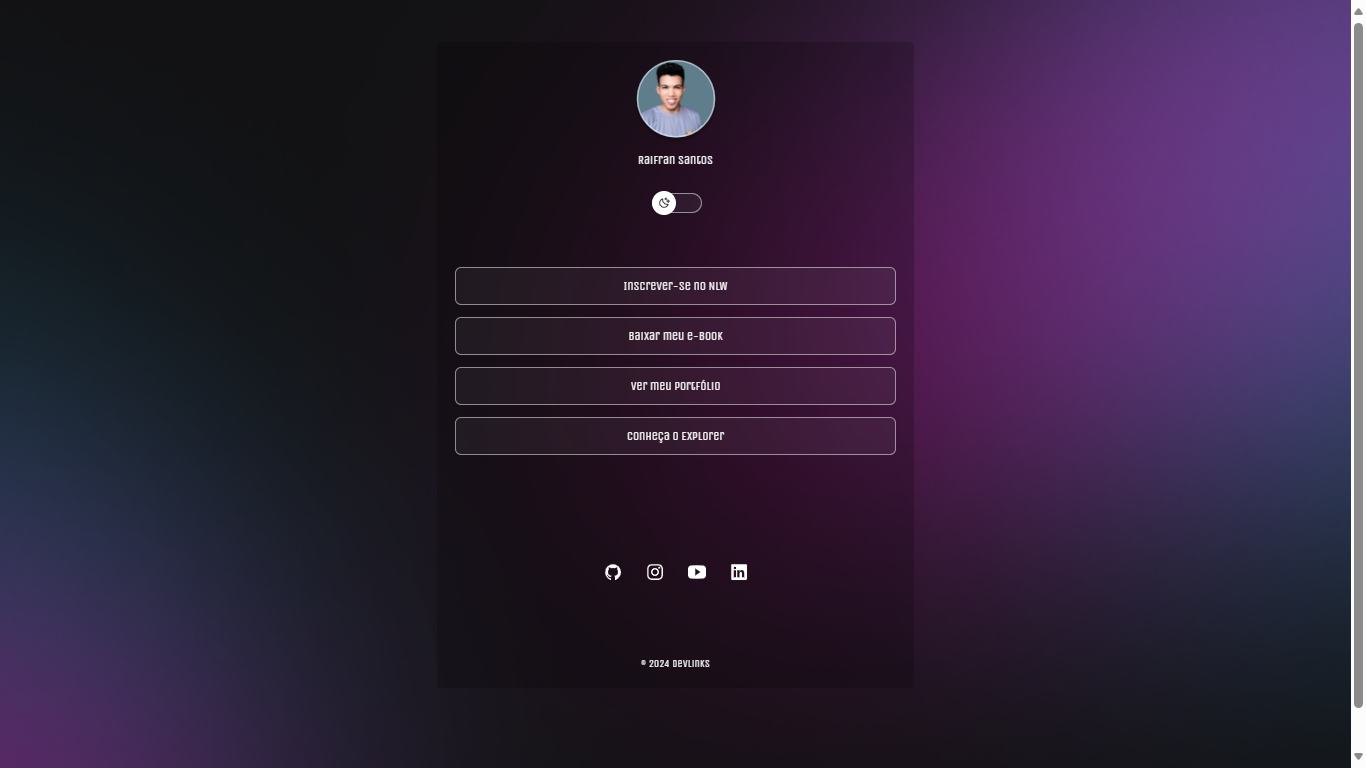 Raifran Santos
Inscrever-se no NLW
Baixar meu e-Book
Ver meu Portfólio
Conheça o Explorer
© 2024 DevLinks